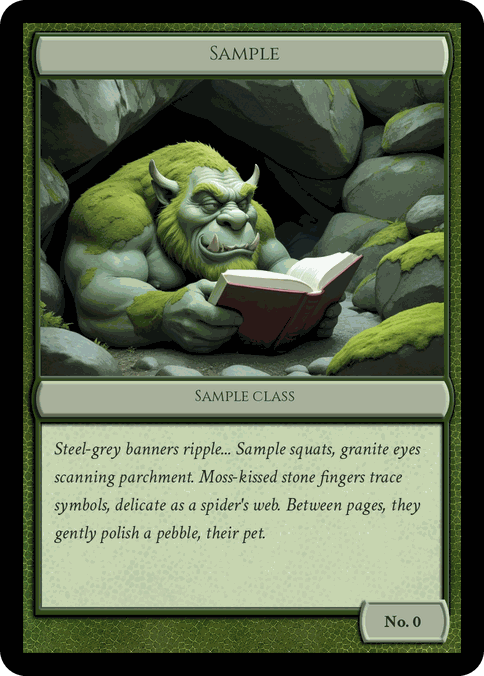 Sample
Sample class
Steel-grey banners ripple... Sample squats, granite eyes
scanning parchment. Moss-kissed stone fingers trace
symbols, delicate as a spider's web. Between pages, they
gently polish a pebble, their pet.
No. 0